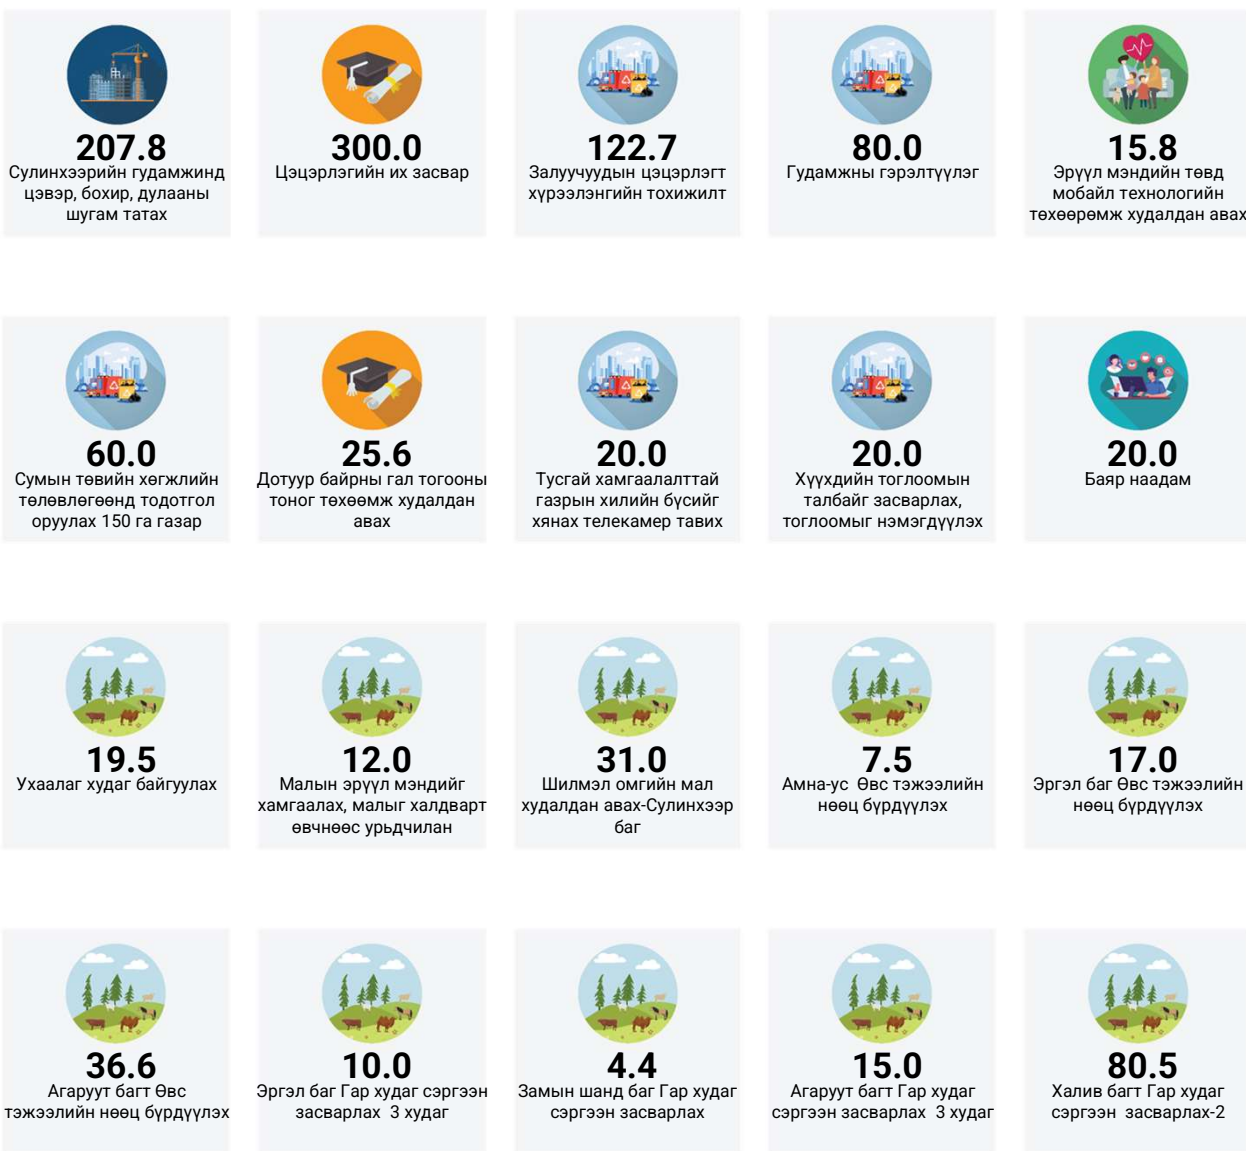 207.8
Сулинхээрийн гудамжинд
цэвэр, бохир, дулааны
шугам татах
300.0
Цэцэрлэгийн их засвар
122.7
Залуучуудын цэцэрлэгт
хүрээлэнгийн тохижилт
80.0
Гудамжны гэрэлтүүлэг
15.8
Эрүүл мэндийн төвд
мобайл технологийн
төхөөрөмж худалдан авах
60.0
Сумын төвийн хөгжлийн
төлөвлөгөөнд тодотгол
оруулах 150 га газар
25.6
Дотуур байрны гал тогооны
тоног төхөөмж худалдан
авах
20.0
Тусгай хамгаалалттай
газрын хилийн бүсийг
хянах телекамер тавих
20.0
Хүүхдийн тоглоомын
талбайг засварлах,
тоглоомыг нэмэгдүүлэх
20.0
Баяр наадам
19.5
Ухаалаг худаг байгуулах
12.0
Малын эрүүл мэндийг
хамгаалах, малыг халдварт
өвчнөөс урьдчилан
31.0
Шилмэл омгийн мал
худалдан авах-Сулинхээр
баг
7.5
Амна-ус  Өвс тэжээлийн
нөөц бүрдүүлэх
17.0
Эргэл баг Өвс тэжээлийн
нөөц бүрдүүлэх
36.6
Агаруут багт Өвс
тэжээлийн нөөц бүрдүүлэх
10.0
Эргэл баг Гар худаг сэргээн
засварлах  3 худаг
4.4
Замын шанд баг Гар худаг
сэргээн засварлах
15.0
Агаруут багт Гар худаг
сэргээн засварлах  3 худаг
80.5
Халив багт Гар худаг
сэргээн  засварлах-2